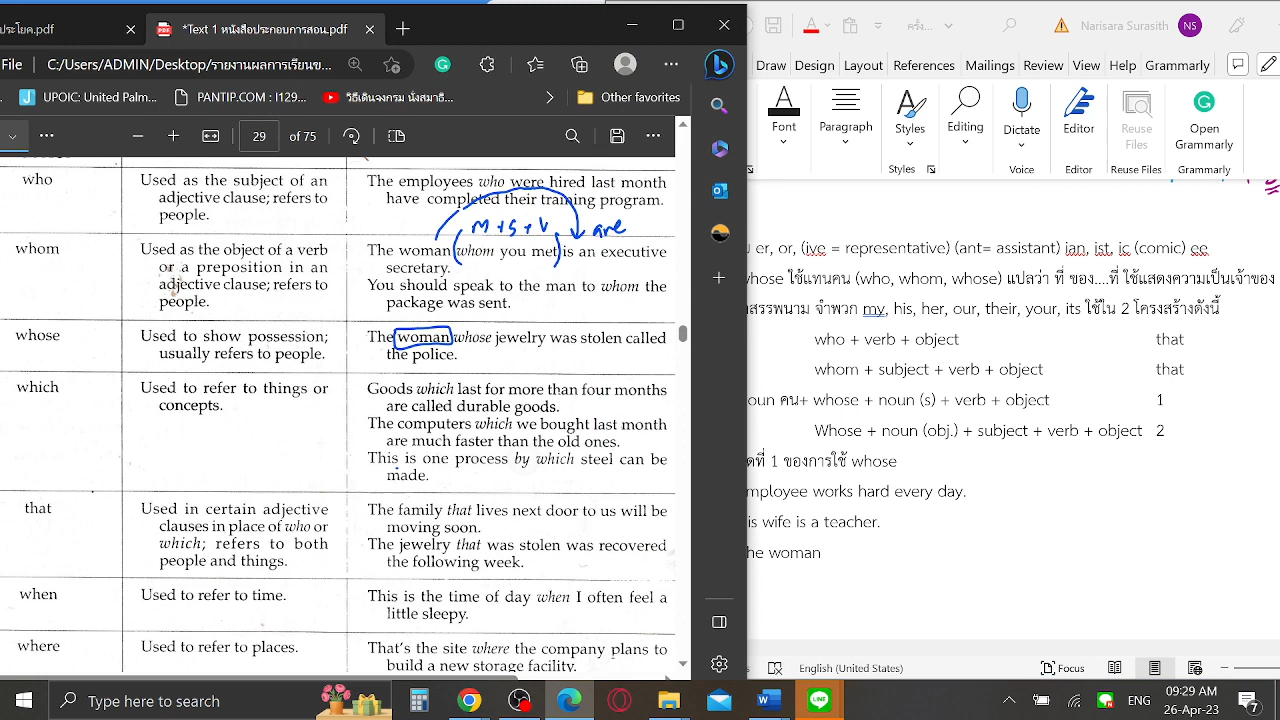 *Text 1 หนังสือประกอบการสอน.pdf
Narisara Surasith NS
File C:/Users/ADMIN/Desktop/รายงานผลการเรียนข...
Draw Design Layout References Mailings Review View Help Grammarly
POIC: United Palm... PANTIP.COM : I129... วิธีเดินจงกรม นั่งสมาธิ... Other favorites
29 of 75
Font Paragraph Styles Editing Dictate Editor Reuse Files Open Grammarly
Voice
who Used as the subject of an adjective clause; refers to people. The employees who were hired last month have completed their training program.
M + S + V are
whom Used as the object of a verb or a preposition in an adjective clause; refers to people. The woman (whom you met) is an executive secretary.
You should speak to the man to whom the package was sent.
whose Used to show possession; usually refers to people. The woman whose jewelry was stolen called the police.
which Used to refer to things or concepts. Goods which last for more than four months are called durable goods.
The computers which we bought last month are much faster than the old ones.
This is one process by which steel can be made.
that Used in certain adjective clauses in place of who or which; refers to both people and things. The family that lives next door to us will be moving soon.
The jewelry that was stolen was recovered the following week.
when Used to refer to time. This is the time of day when I often feel a little sleepy.
where Used to refer to places. That's the site where the company plans to build a new storage facility.
er, or, (ive = verb) (ant= assistant) ian, ist, ic (comic) ee
whose ใช้แทนคน (who, whom, whose) แปลว่า ที่ ของ....ที่ ใช้แสดงความเป็นเจ้าของ
สรรพนาม จำพวก my, his, her, our, their, your, its ใช้ใน 2 โครงสร้างดังนี้
who + verb + object that
whom + subject + verb + object that
noun คน+ whose + noun (s) + verb + object 1
Whose + noun (obj.) + subject + verb + object 2
ที่ 1 ของการใช้ whose
employee works hard every day.
is wife is a teacher.
he woman
English (United States) Focus
Type here to search
ENG 09:29 AM
26-Apr-23
7